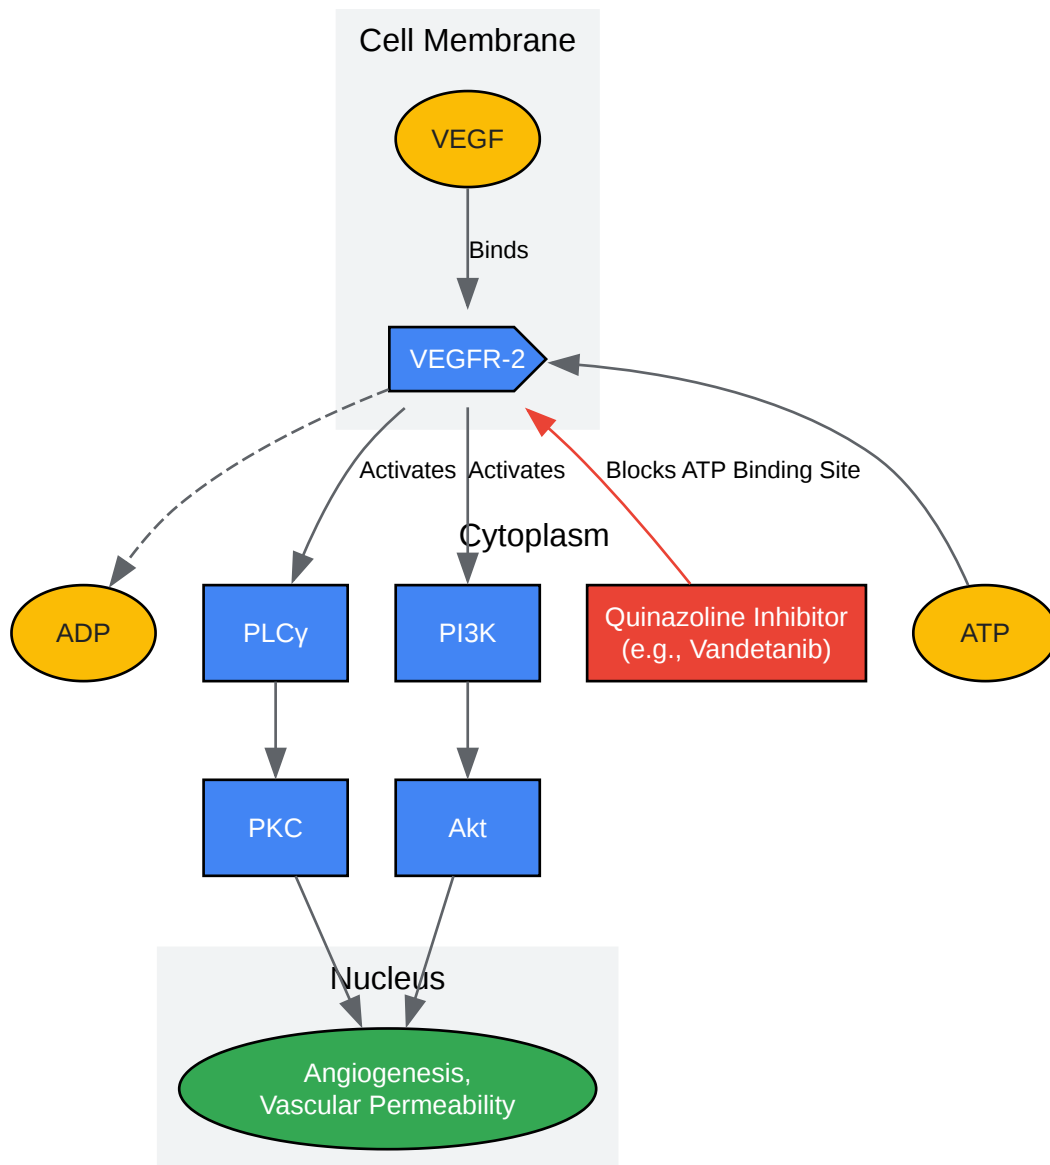 Cell Membrane
VEGF
Binds
VEGFR-2
Activates
Activates
Blocks ATP Binding Site
Cytoplasm
ADP
PLCγ
PI3K
Quinazoline Inhibitor
(e.g., Vandetanib)
ATP
PKC
Akt
Nucleus
Angiogenesis,
Vascular Permeability